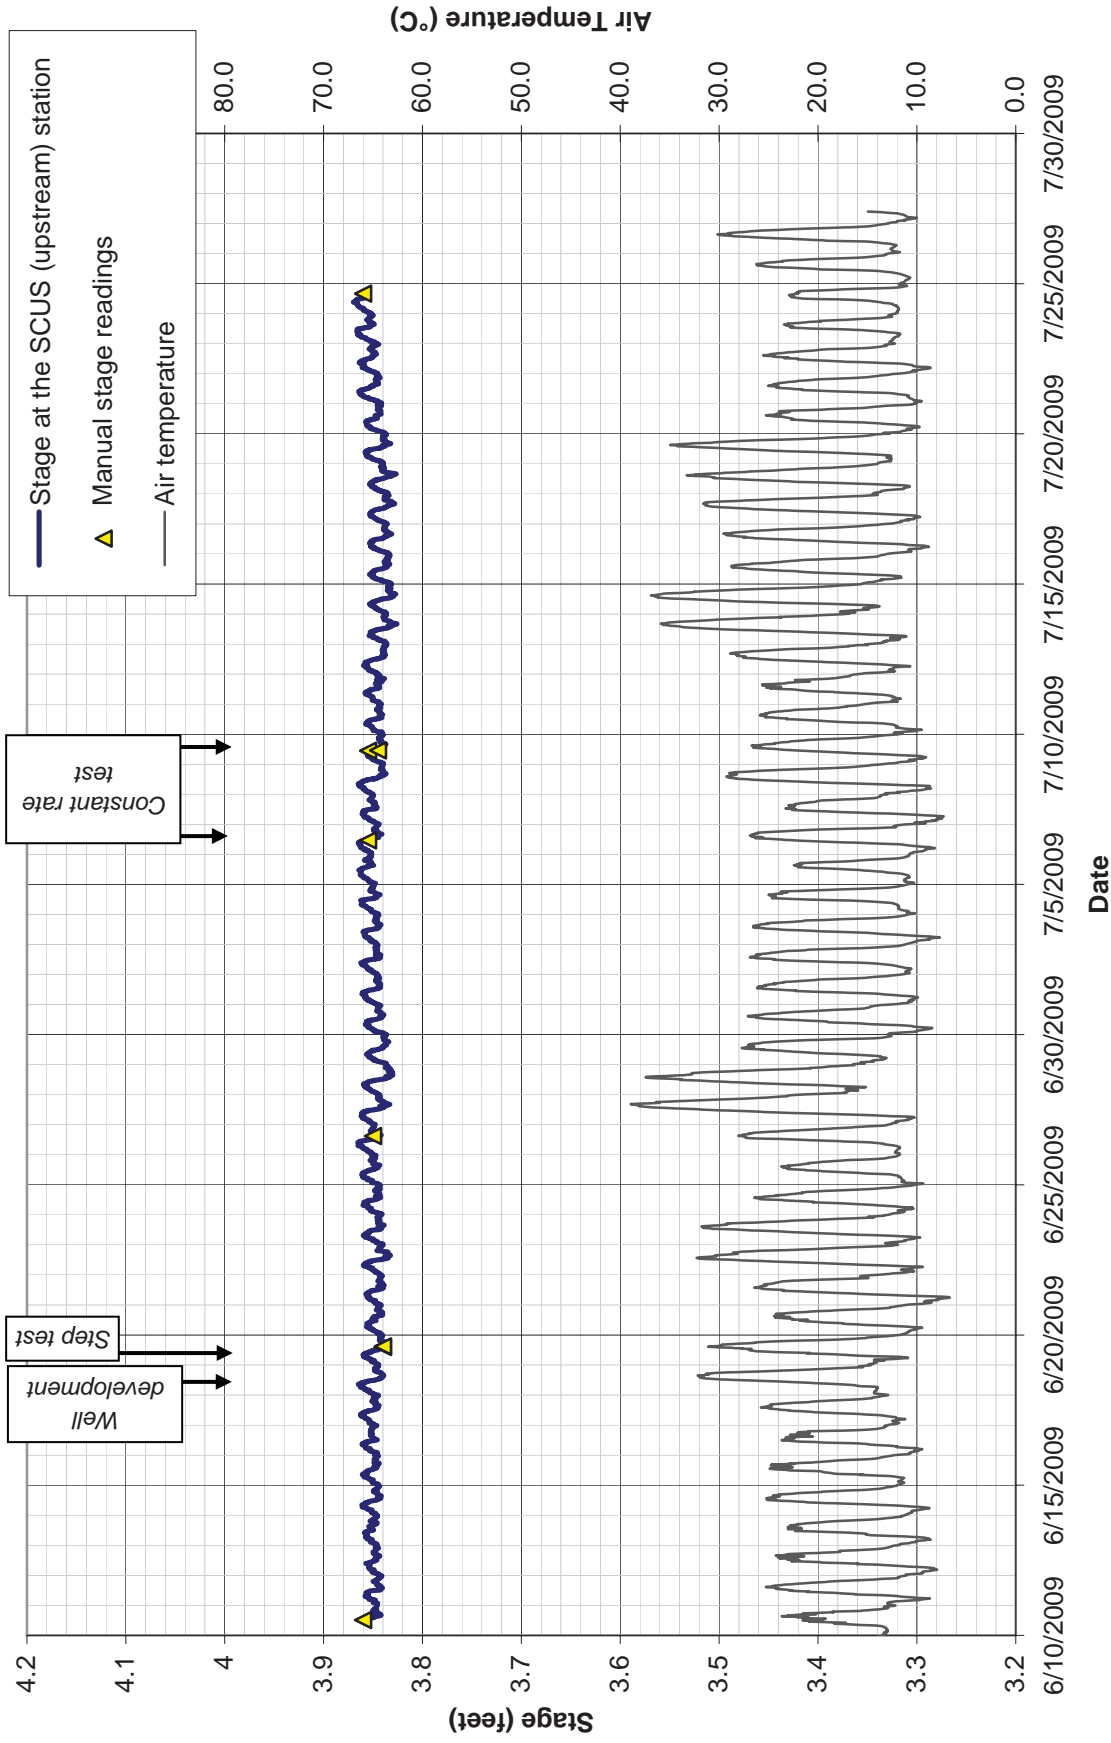 Stage at the SCUS (upstream) station
Manual stage readings
Air temperature
Well
development
Step test
Constant rate
test
Stage (feet)
4.2
4.1
4
3.9
3.8
3.7
3.6
3.5
3.4
3.3
3.2
Air Temperature (°C)
80.0
70.0
60.0
50.0
40.0
30.0
20.0
10.0
0.0
6/10/2009
6/15/2009
6/20/2009
6/25/2009
6/30/2009
7/5/2009
7/10/2009
7/15/2009
7/20/2009
7/25/2009
7/30/2009
Date